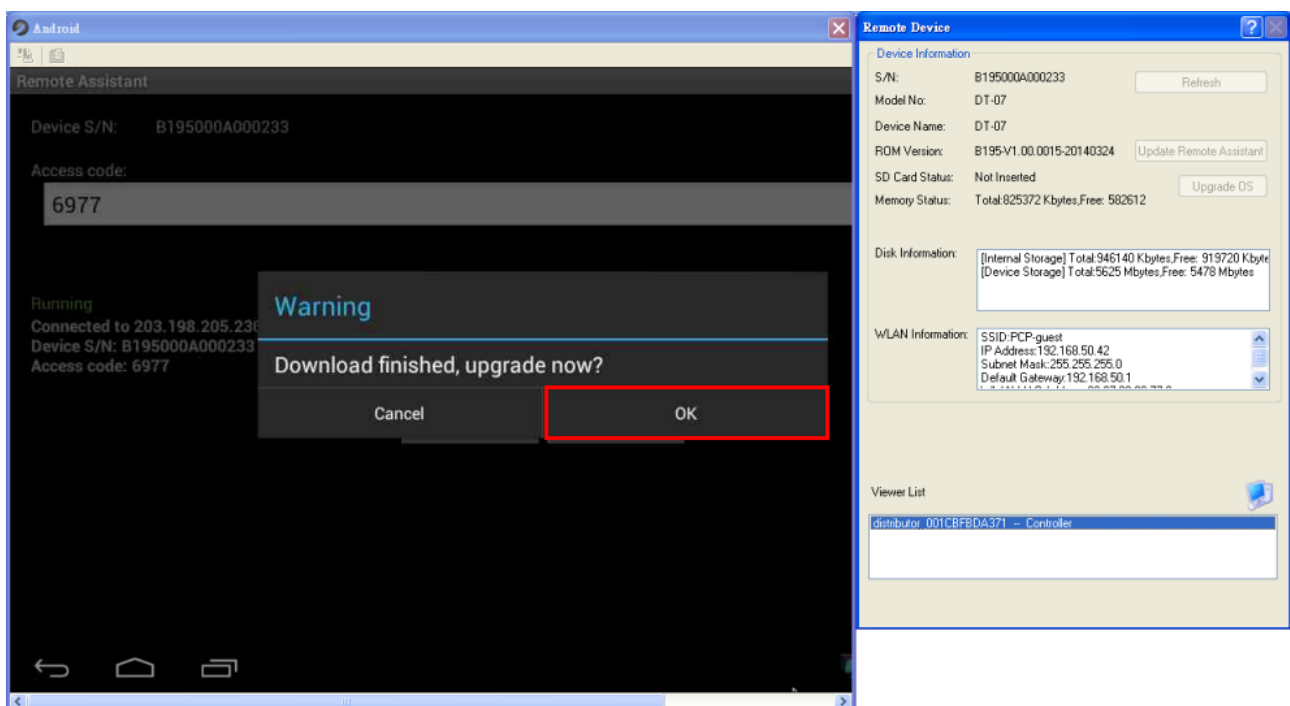 Android
Remote Assistant
Device S/N: B195000A000233
Access code:
6977
Running
Connected to 203.198.205.23
Device S/N: B195000A000233
Access code: 6977
Warning
Download finished, upgrade now?
Cancel OK
Remote Device
Device Information
S/N: B195000A000233 Refresh
Model No: DT-07
Device Name: DT-07
ROM Version: B195-V1.00.0015-20140324 Update Remote Assistant
SD Card Status: Not Inserted
Upgrade OS
Memory Status: Total:825372 Kbytes,Free: 582612
Disk Information: [Internal Storage] Total:946140 Kbytes,Free: 919720 Kbyte
[Device Storage] Total:5625 Mbytes,Free: 5478 Mbytes
WLAN Information: SSID:PCP-guest
IP Address:192.168.50.42
Subnet Mask:255.255.255.0
Default Gateway:192.168.50.1
Viewer List
distributor_001CBFBDA371 -- Controller